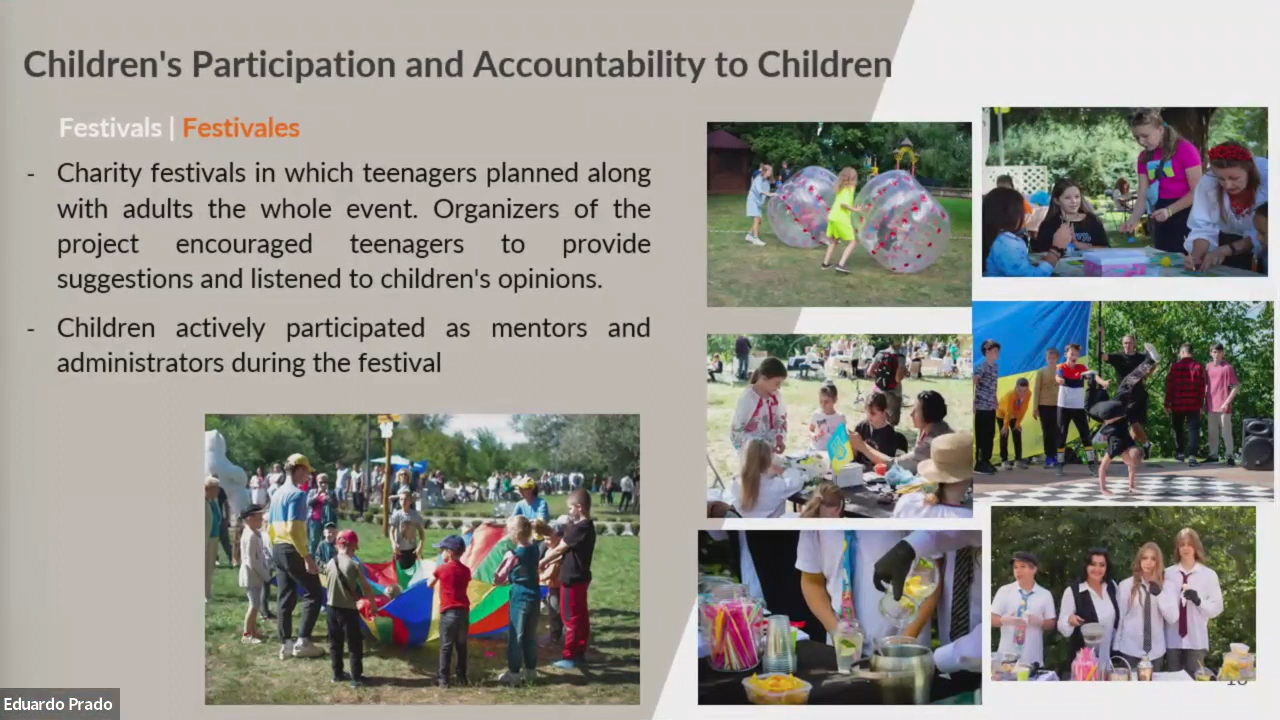 Children's Participation and Accountability to Children
Festivals | Festivales
- Charity festivals in which teenagers planned along
with adults the whole event. Organizers of the
project encouraged teenagers to provide
suggestions and listened to children's opinions.
- Children actively participated as mentors and
administrators during the festival
Eduardo Prado